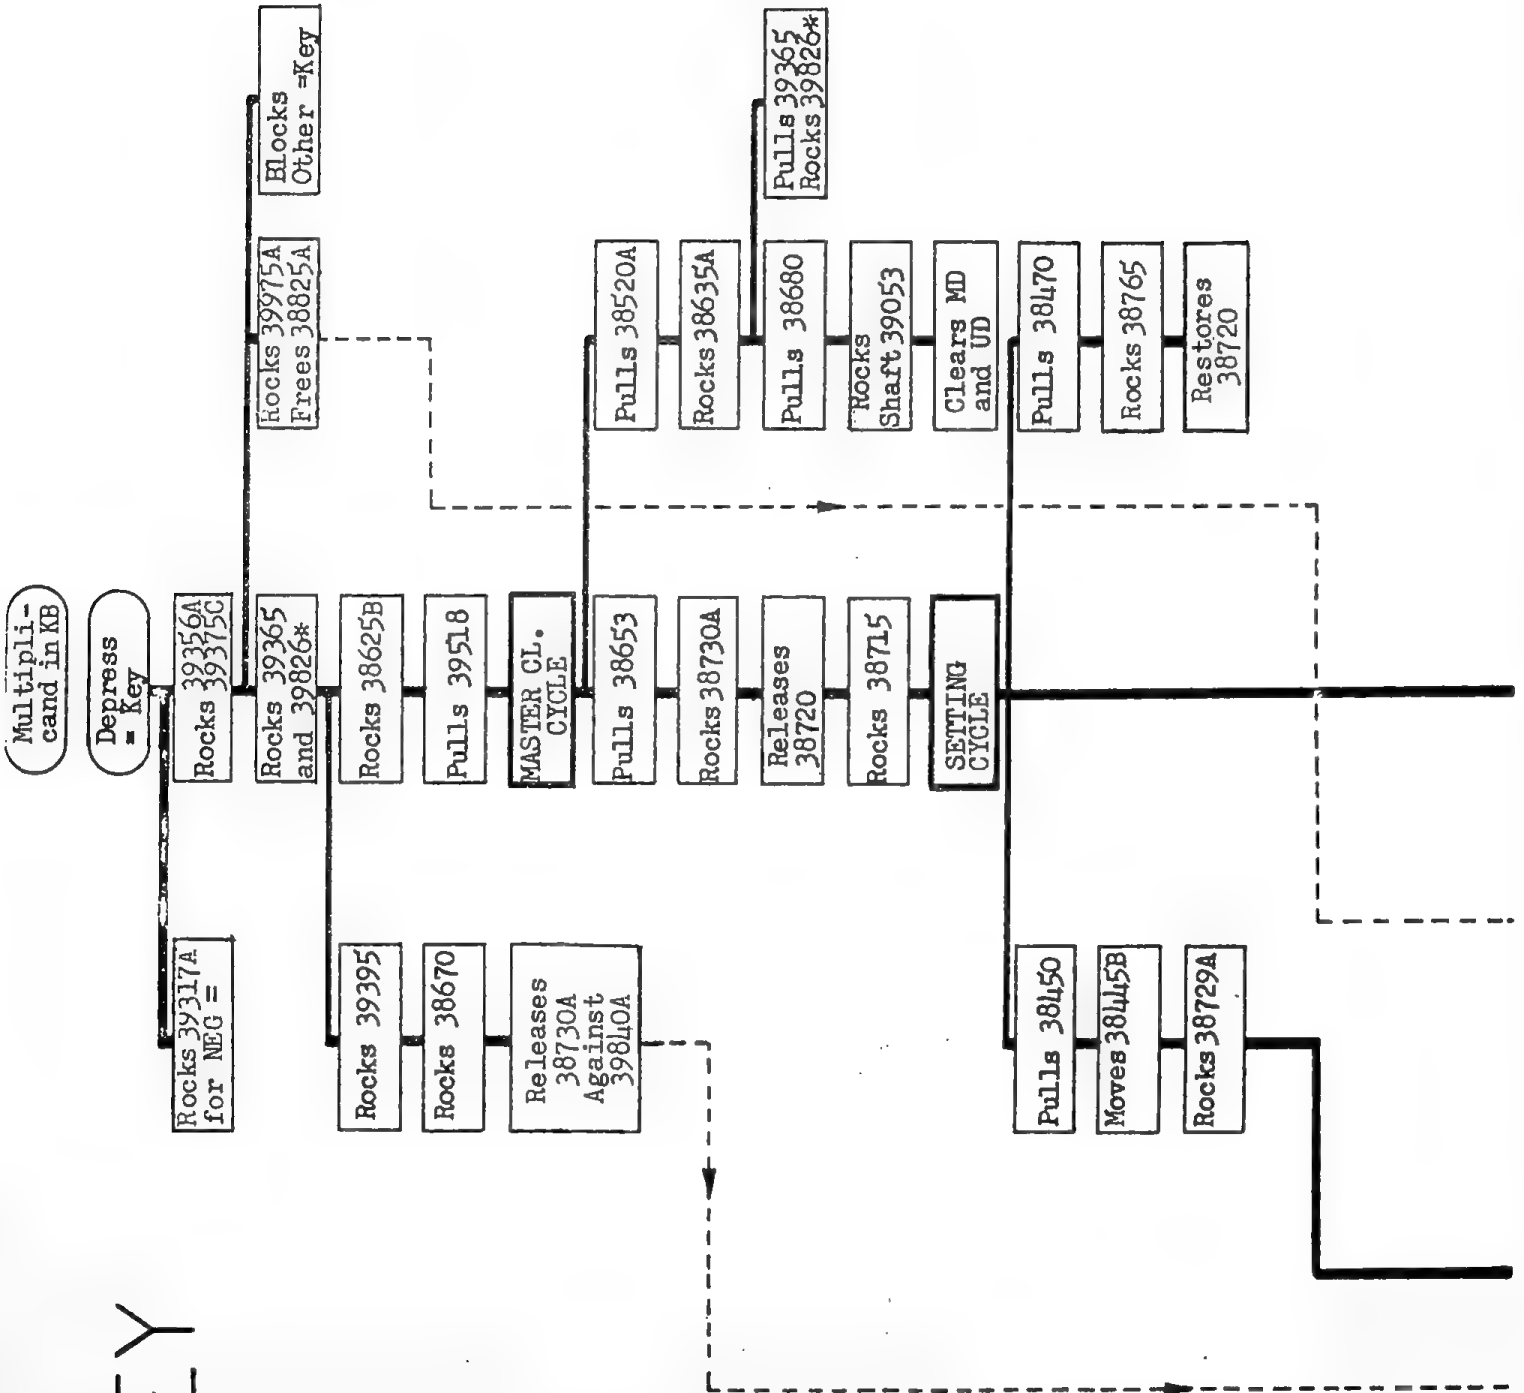 Multipli-
cand in KB
Depress
= Key
Rocks 39317A
for NEG =
Rocks 39356A
39375C
Rocks 39365
and 39826*
Rocks 39975A
Frees 38825A
Blocks
Other =Key
Rocks 39395
Rocks 38670
Releases
38730A
Against
39840A
Rocks 38625B
Pulls 39518
MASTER CL.
CYCLE
Pulls 38653
Rocks 38730A
Releases
38720
Rocks 38715
SETTING
CYCLE
Pulls 38520A
Rocks 38635A
Pulls 38680
Rocks
Shaft 39053
Clears MD
and UD
Pulls 39365
Rocks 39826*
Pulls 38450
Moves 38445B
Rocks 38729A
Pulls 38470
Rocks 38765
Restores
38720
Y